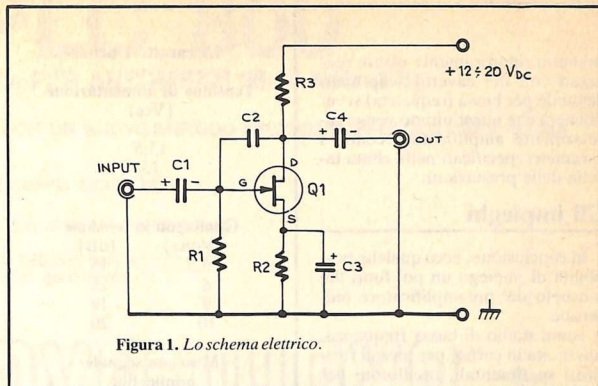 + 12 ÷ 20 VDC
R3
C2
C4
+ -
OUT
INPUT
C1
+ -
D
G
Q1
S
R1
R2
+
C3
Figura 1. Lo schema elettrico.